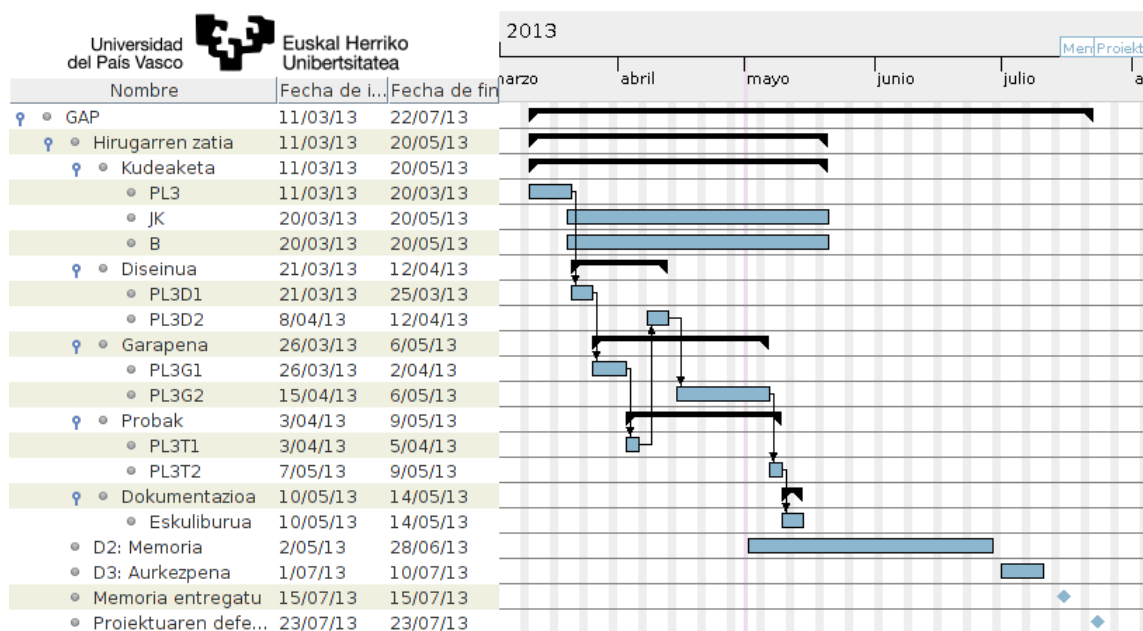 Universidad del País Vasco
Euskal Herriko Unibertsitatea
2013
Men Proiekt
marzo abril mayo junio julio a
Nombre Fecha de i... Fecha de fin
GAP 11/03/13 22/07/13
Hirugarren zatia 11/03/13 20/05/13
Kudeaketa 11/03/13 20/05/13
PL3 11/03/13 20/03/13
JK 20/03/13 20/05/13
B 20/03/13 20/05/13
Diseinua 21/03/13 12/04/13
PL3D1 21/03/13 25/03/13
PL3D2 8/04/13 12/04/13
Garapena 26/03/13 6/05/13
PL3G1 26/03/13 2/04/13
PL3G2 15/04/13 6/05/13
Probak 3/04/13 9/05/13
PL3T1 3/04/13 5/04/13
PL3T2 7/05/13 9/05/13
Dokumentazioa 10/05/13 14/05/13
Eskuliburua 10/05/13 14/05/13
D2: Memoria 2/05/13 28/06/13
D3: Aurkezpena 1/07/13 10/07/13
Memoria entregatu 15/07/13 15/07/13
Proiektuaren defe... 23/07/13 23/07/13